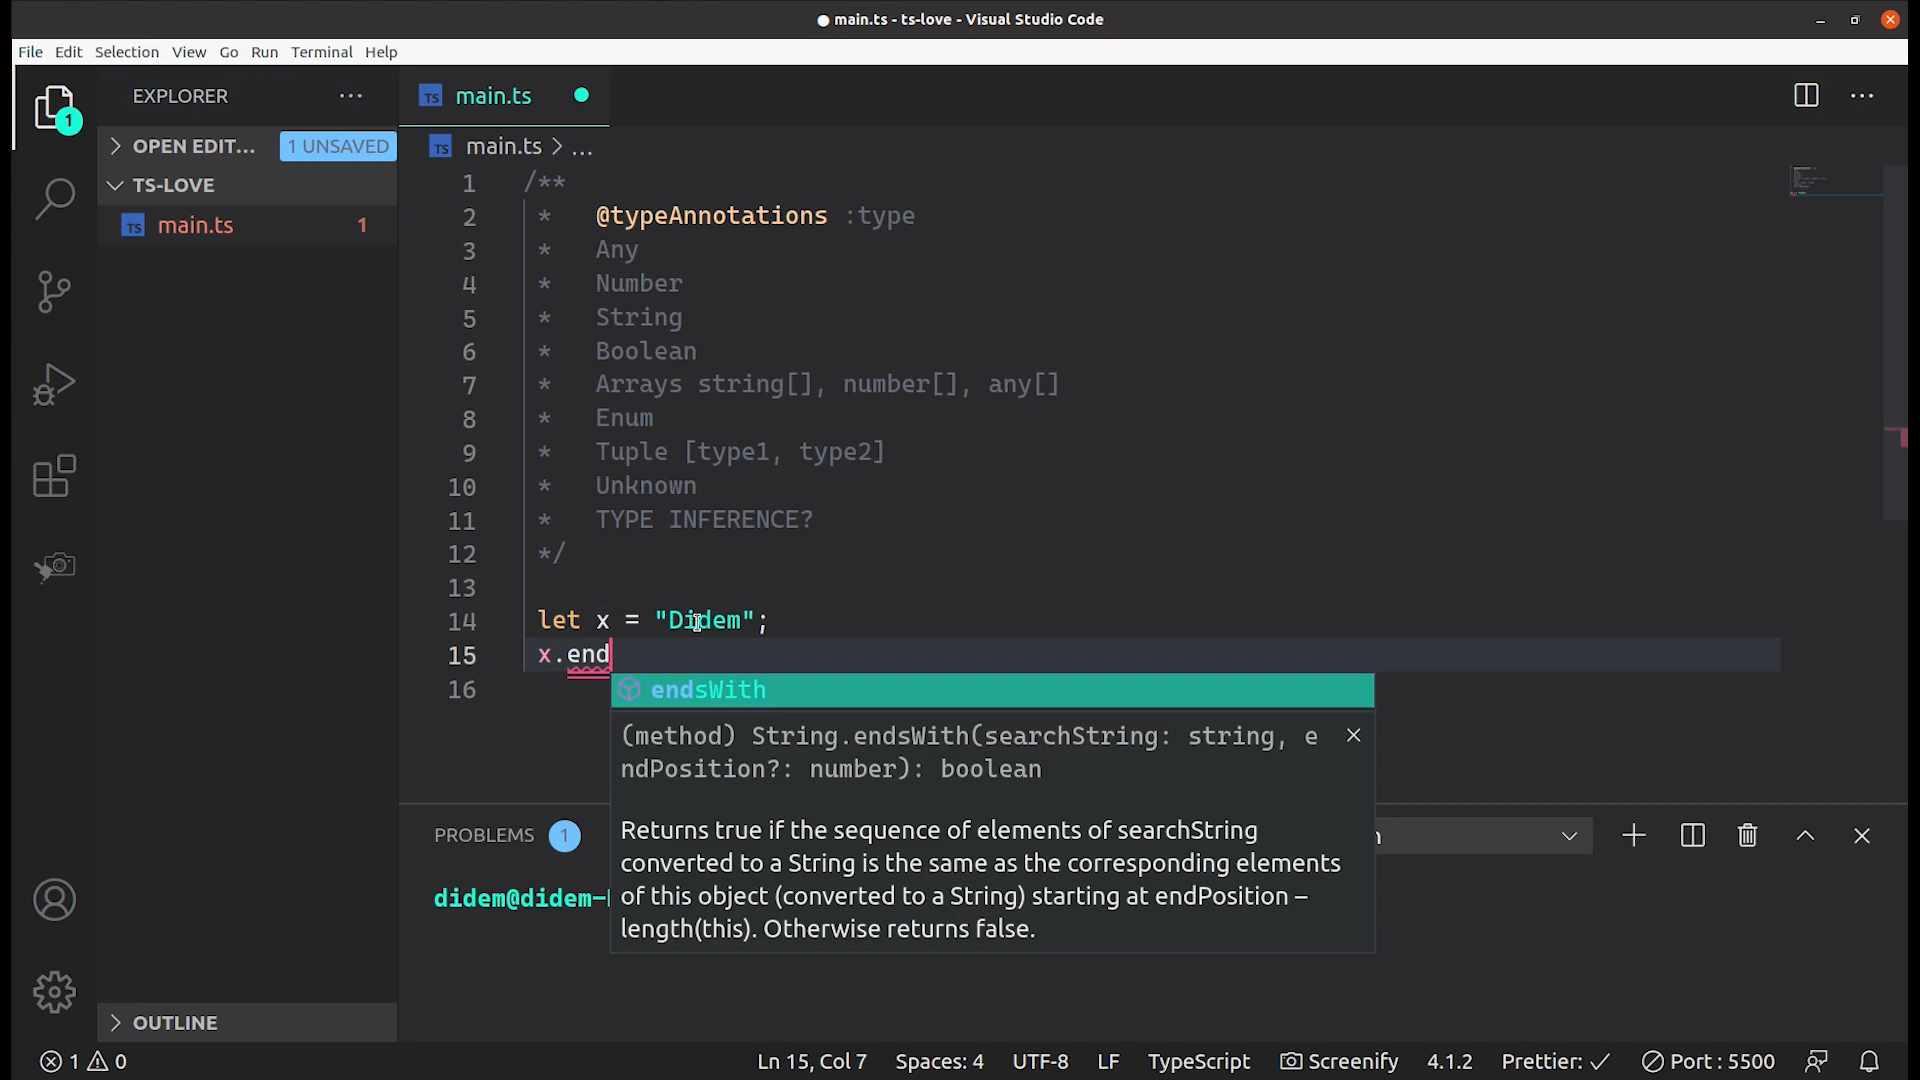 main.ts - ts-love - Visual Studio Code
File Edit Selection View Go Run Terminal Help
EXPLORER
1
OPEN EDIT... 1 UNSAVED
TS-LOVE
TS main.ts 1
TS main.ts
TS main.ts > ...
1 /**
2 * @typeAnnotations :type
3 * Any
4 * Number
5 * String
6 * Boolean
7 * Arrays string[], number[], any[]
8 * Enum
9 * Tuple [type1, type2]
10 * Unknown
11 * TYPE INFERENCE?
12 */
13
14 let x = "Didem";
15 x.end
16
endsWith
(method) String.endsWith(searchString: string, e
ndPosition?: number): boolean
Returns true if the sequence of elements of searchString
converted to a String is the same as the corresponding elements
of this object (converted to a String) starting at endPosition –
length(this). Otherwise returns false.
PROBLEMS 1
didem@didem-
OUTLINE
1 0 Ln 15, Col 7 Spaces: 4 UTF-8 LF TypeScript Screenify 4.1.2 Prettier: ✓ Port : 5500